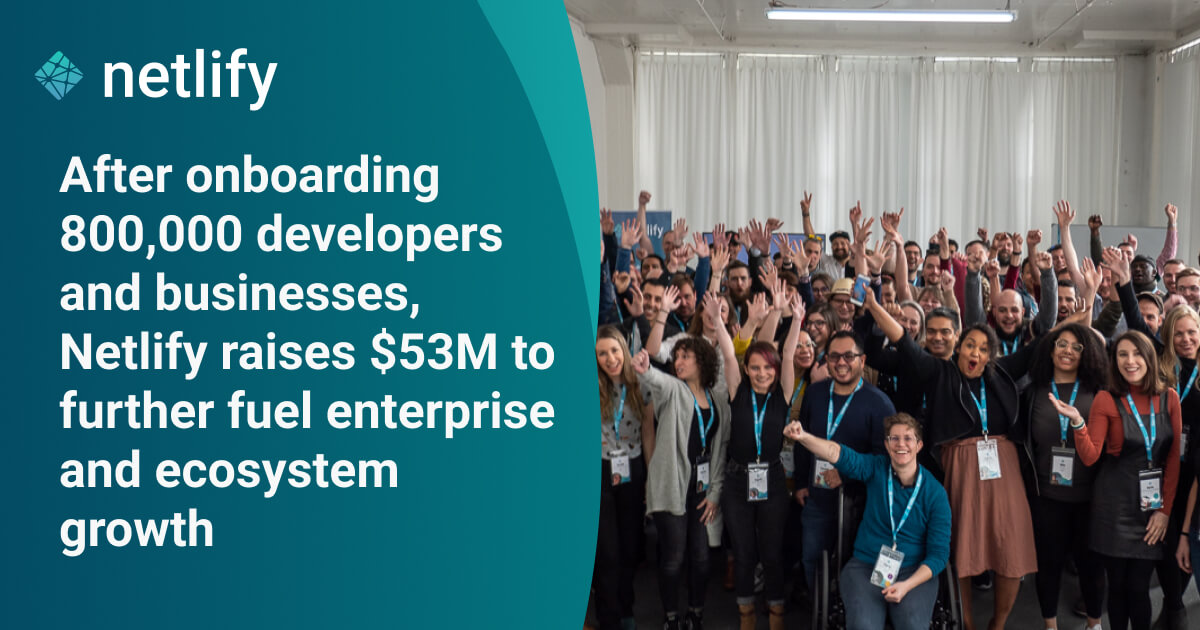 netlify
After onboarding
800,000 developers
and businesses,
Netlify raises $53M to
further fuel enterprise
and ecosystem
growth